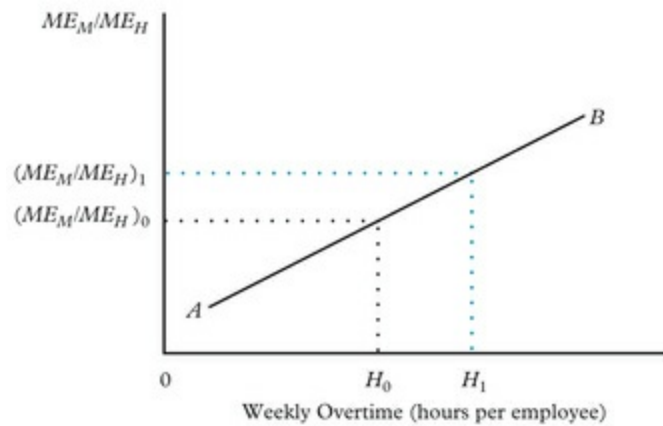 ME_M/ME_H
B
(ME_M/ME_H)_1
(ME_M/ME_H)_0
A
0 H_0 H_1
Weekly Overtime (hours per employee)